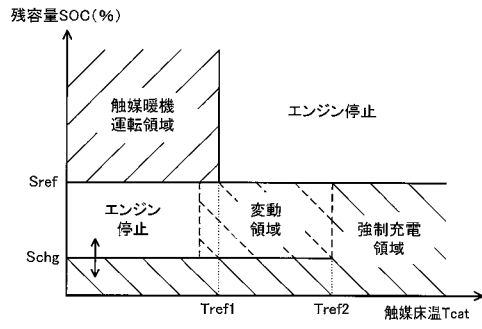 残容量SOC(%)
触媒暖機
運転領域
エンジン停止
Sref
エンジン
停止
変動
領域
強制充電
領域
Schg
Tref1
Tref2
触媒床温Tcat